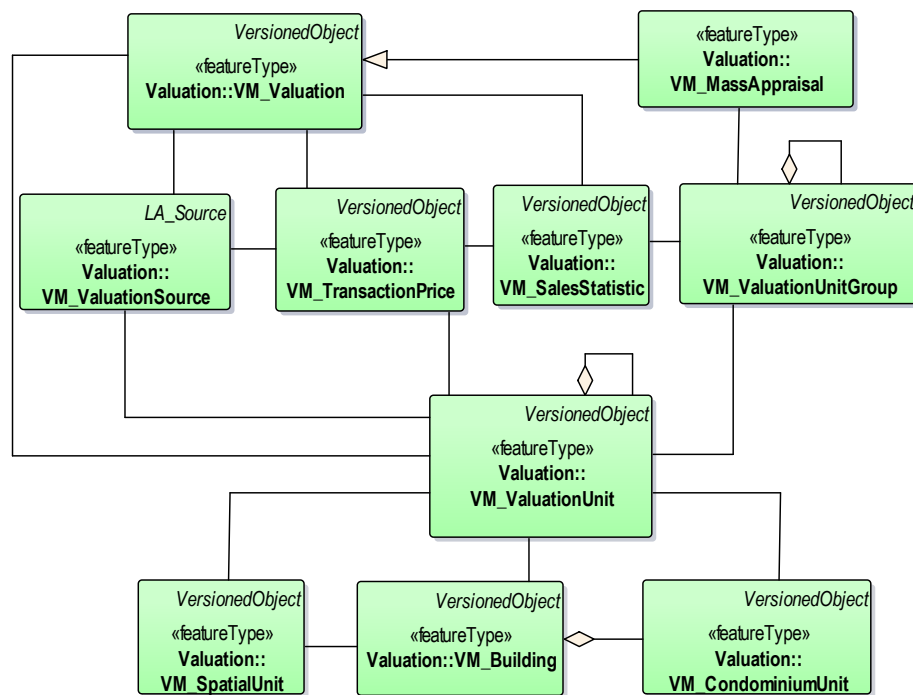 VersionedObject
«featureType»
Valuation::VM_Valuation
«featureType»
Valuation::
VM_MassAppraisal
LA_Source
«featureType»
Valuation::
VM_ValuationSource
VersionedObject
«featureType»
Valuation::
VM_TransactionPrice
VersionedObject
«featureType»
Valuation::
VM_SalesStatistic
VersionedObject
«featureType»
Valuation::
VM_ValuationUnitGroup
VersionedObject
«featureType»
Valuation::
VM_ValuationUnit
VersionedObject
«featureType»
Valuation::
VM_SpatialUnit
VersionedObject
«featureType»
Valuation::VM_Building
VersionedObject
«featureType»
Valuation::
VM_CondominiumUnit